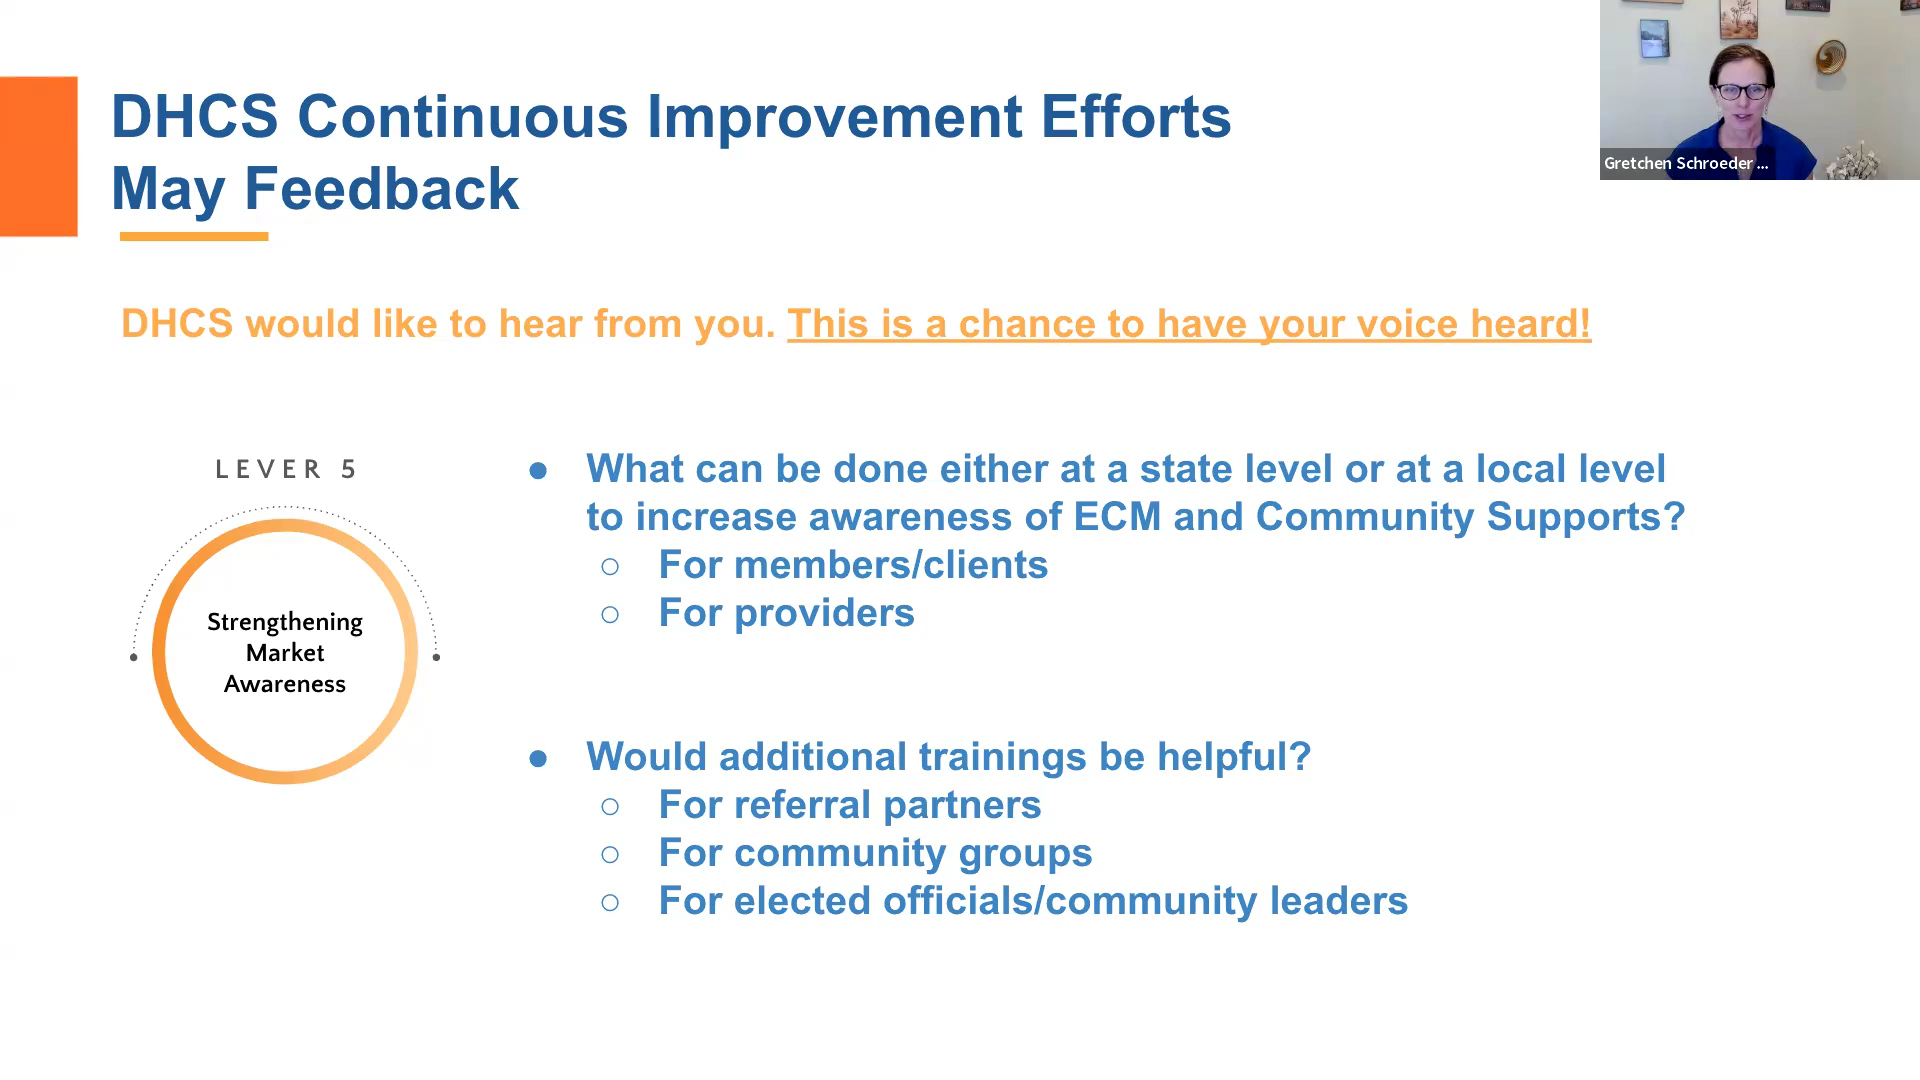 DHCS Continuous Improvement Efforts
May Feedback
Gretchen Schroeder ...
DHCS would like to hear from you. This is a chance to have your voice heard!
LEVER 5
Strengthening
Market
Awareness
● What can be done either at a state level or at a local level
to increase awareness of ECM and Community Supports?
○ For members/clients
○ For providers
● Would additional trainings be helpful?
○ For referral partners
○ For community groups
○ For elected officials/community leaders